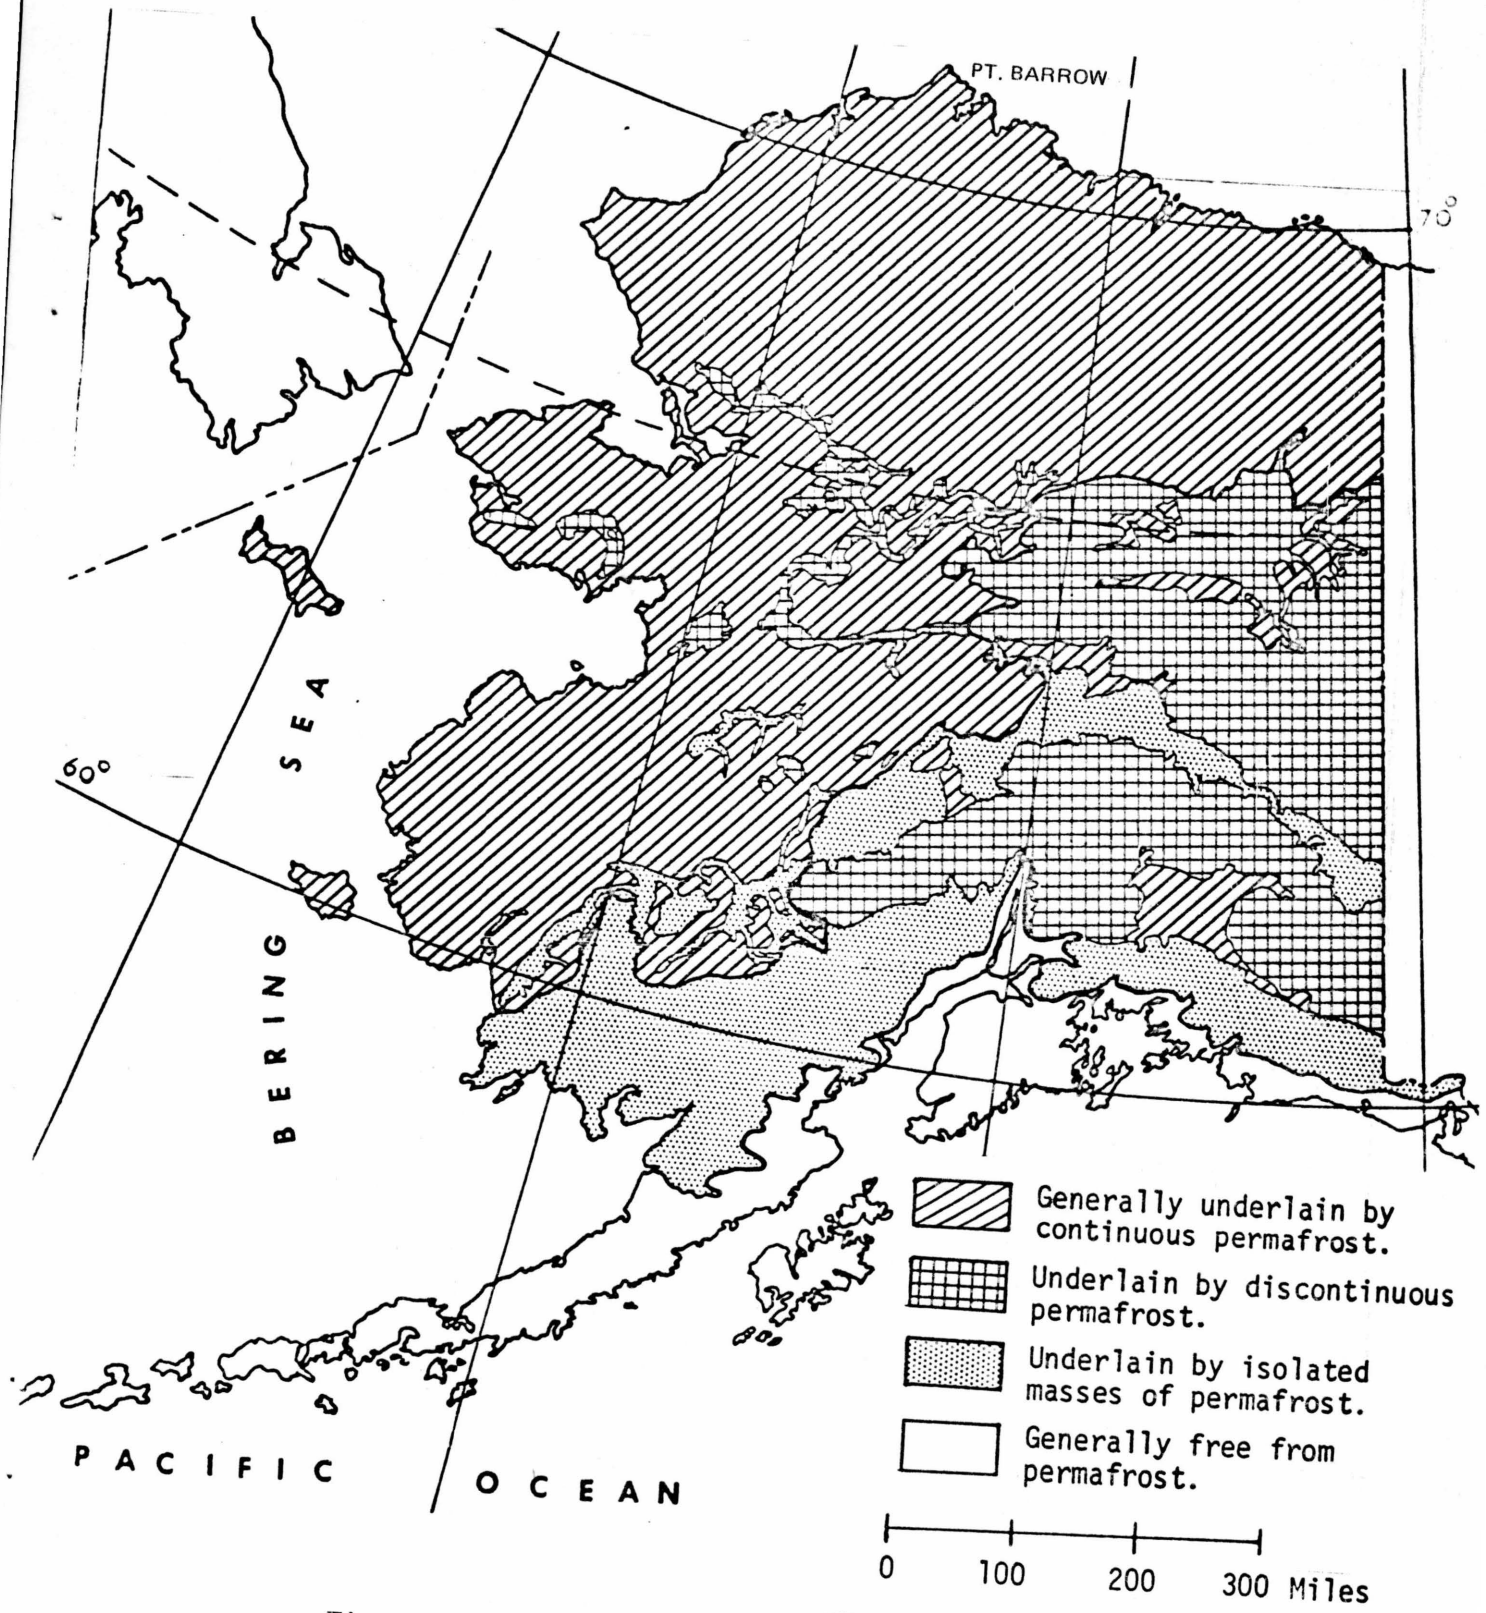 PT. BARROW
70°
60°
BERING SEA
Generally underlain by
continuous permafrost.
Underlain by discontinuous
permafrost.
Underlain by isolated
masses of permafrost.
Generally free from
permafrost.
PACIFIC OCEAN
0 100 200 300 Miles